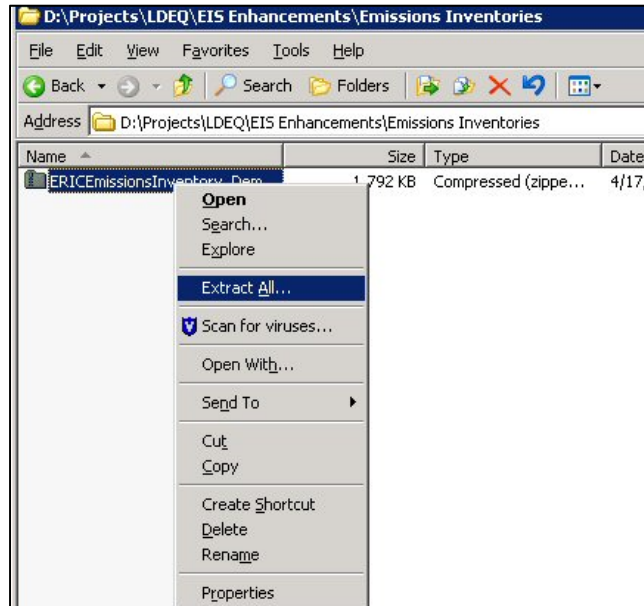 D:\Projects\LDEQ\EIS Enhancements\Emissions Inventories
File Edit View Favorites Tools Help
Back Search Folders
Address D:\Projects\LDEQ\EIS Enhancements\Emissions Inventories
Name Size Type Date
ERICEmissionsInventory_Dem 1,792 KB Compressed (zippe... 4/17
Open
Search...
Explore
Extract All...
Scan for viruses...
Open With...
Send To
Cut
Copy
Create Shortcut
Delete
Rename
Properties